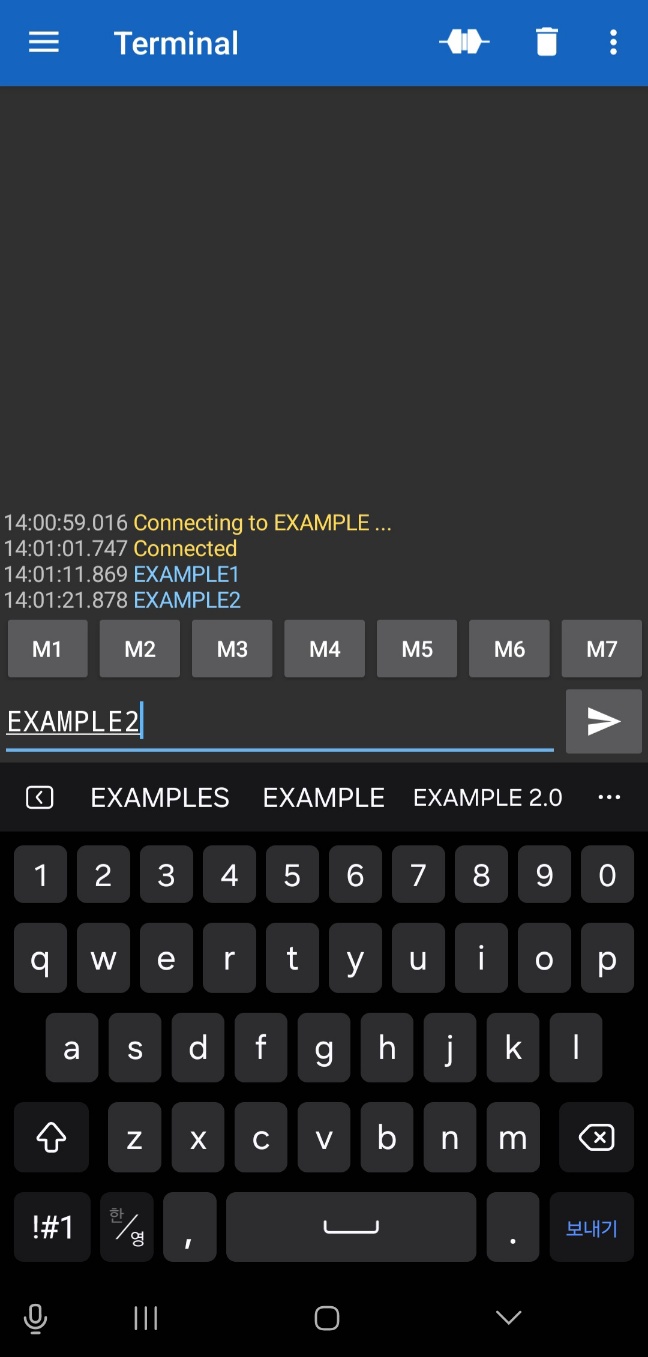 Terminal
14:00:59.016 Connecting to EXAMPLE ...
14:01:01.747 Connected
14:01:11.869 EXAMPLE1
14:01:21.878 EXAMPLE2
M1 M2 M3 M4 M5 M6 M7
EXAMPLE2
EXAMPLES EXAMPLE EXAMPLE 2.0 ...
1 2 3 4 5 6 7 8 9 0
q w e r t y u i o p
a s d f g h j k l
z x c v b n m
!#1 한/영 , . 보내기